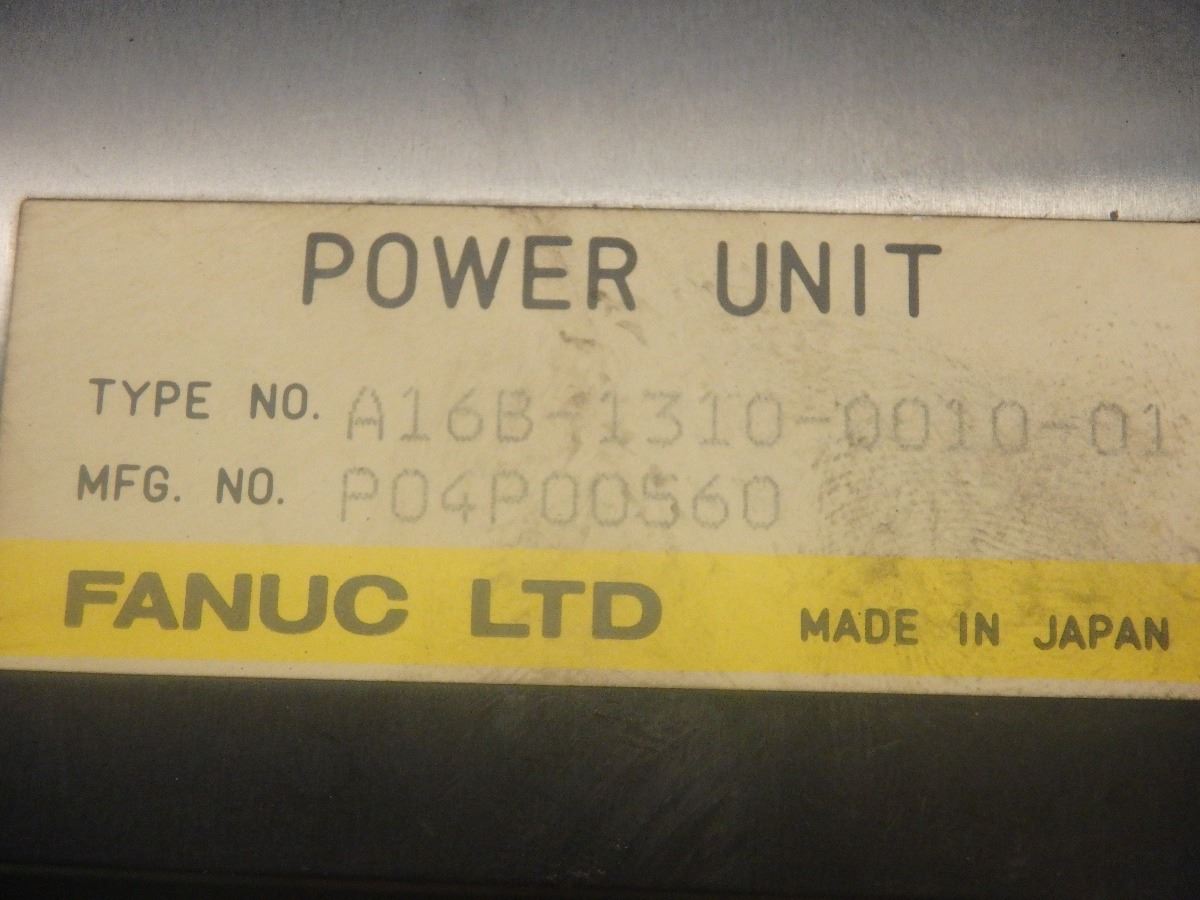 POWER UNIT
TYPE NO. A16B-1310-0010-01
MFG. NO. P04P00560
FANUC LTD MADE IN JAPAN